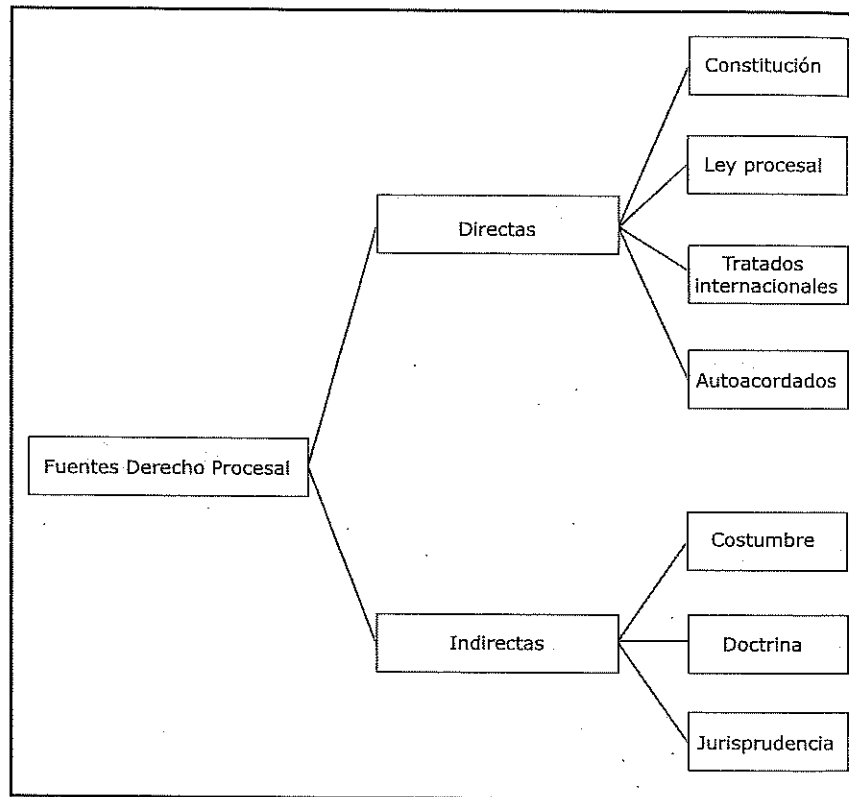 Constitución
Ley procesal
Directas
Tratados
internacionales
Autoacordados
Fuentes Derecho Procesal
Costumbre
Indirectas
Doctrina
Jurisprudencia